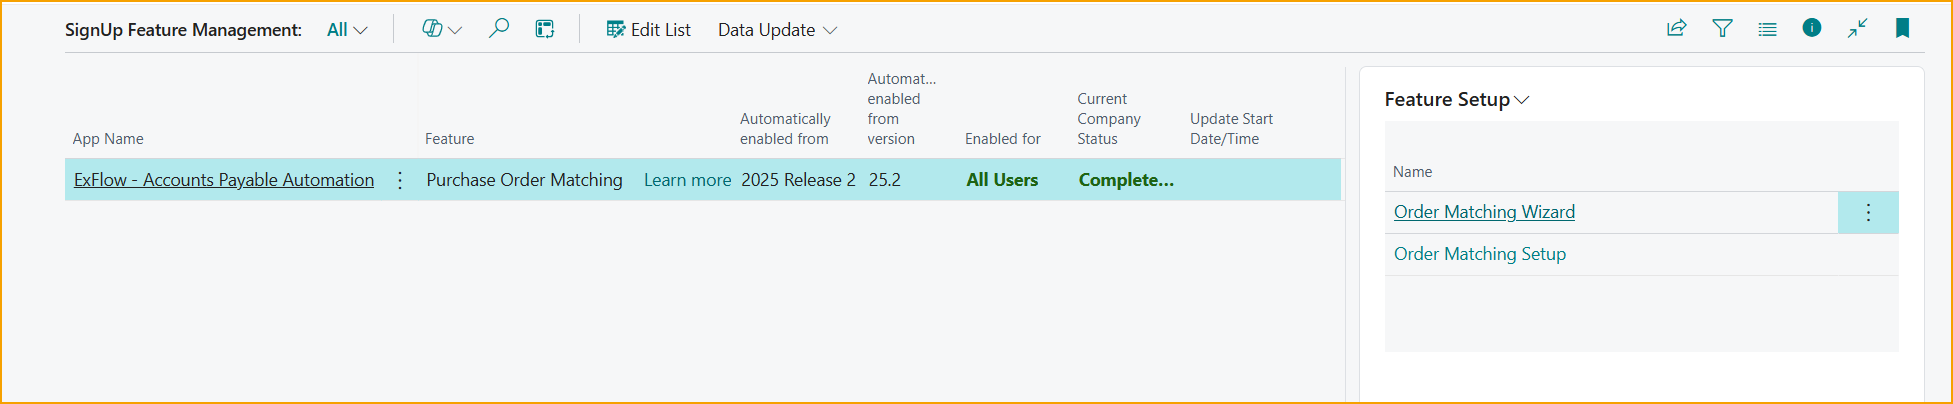 SignUp Feature Management: All Edit List Data Update
Automat...
enabled
from
version
Current
Company
Status
Automatically
enabled from
Update Start
Date/Time
App Name Feature Enabled for
ExFlow - Accounts Payable Automation Purchase Order Matching Learn more 2025 Release 2 25.2 All Users Complete...
Feature Setup
Name
Order Matching Wizard
Order Matching Setup